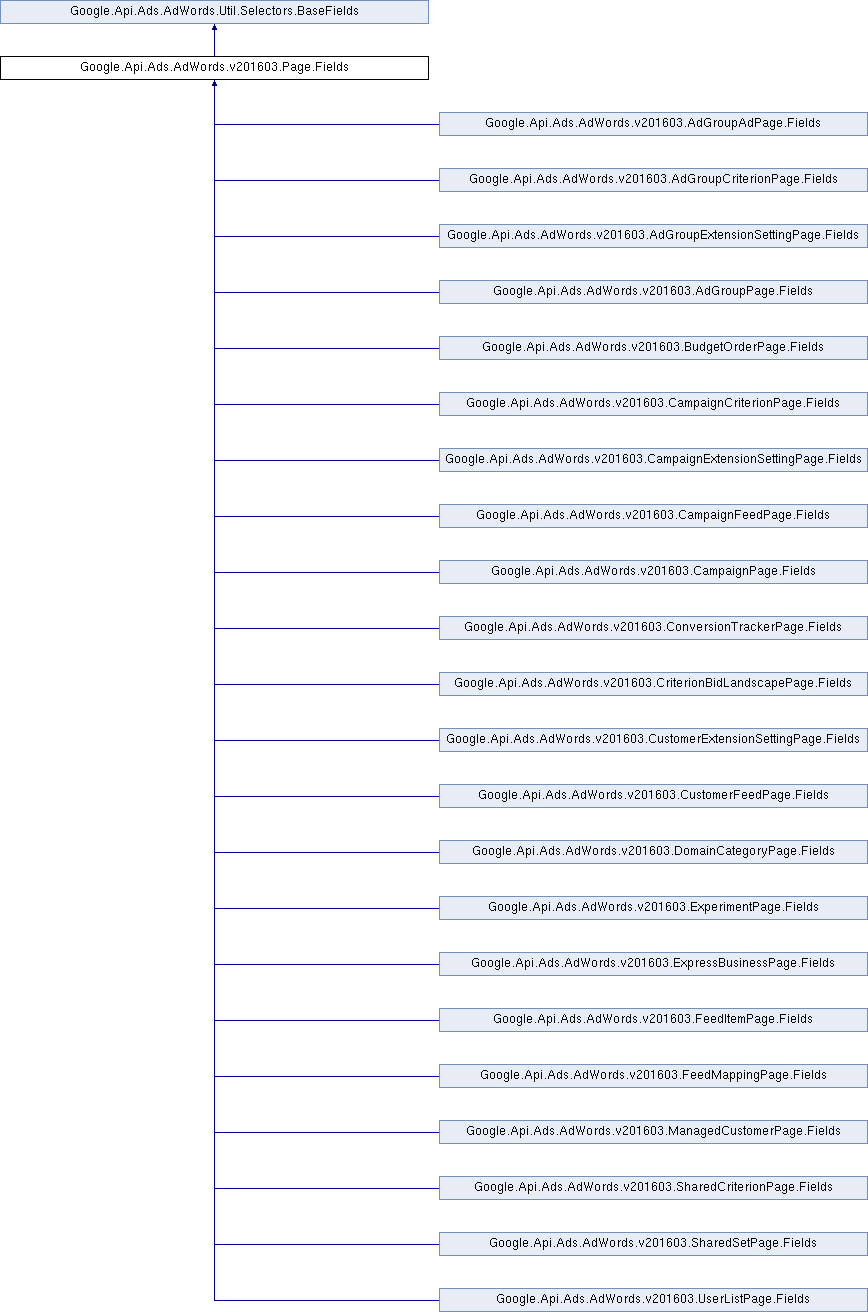 Google.Api.Ads.AdWords.Util.Selectors.BaseFields
Google.Api.Ads.AdWords.v201603.Page.Fields
Google.Api.Ads.AdWords.v201603.AdGroupAdPage.Fields
Google.Api.Ads.AdWords.v201603.AdGroupCriterionPage.Fields
Google.Api.Ads.AdWords.v201603.AdGroupExtensionSettingPage.Fields
Google.Api.Ads.AdWords.v201603.AdGroupPage.Fields
Google.Api.Ads.AdWords.v201603.BudgetOrderPage.Fields
Google.Api.Ads.AdWords.v201603.CampaignCriterionPage.Fields
Google.Api.Ads.AdWords.v201603.CampaignExtensionSettingPage.Fields
Google.Api.Ads.AdWords.v201603.CampaignFeedPage.Fields
Google.Api.Ads.AdWords.v201603.CampaignPage.Fields
Google.Api.Ads.AdWords.v201603.ConversionTrackerPage.Fields
Google.Api.Ads.AdWords.v201603.CriterionBidLandscapePage.Fields
Google.Api.Ads.AdWords.v201603.CustomerExtensionSettingPage.Fields
Google.Api.Ads.AdWords.v201603.CustomerFeedPage.Fields
Google.Api.Ads.AdWords.v201603.DomainCategoryPage.Fields
Google.Api.Ads.AdWords.v201603.ExperimentPage.Fields
Google.Api.Ads.AdWords.v201603.ExpressBusinessPage.Fields
Google.Api.Ads.AdWords.v201603.FeedItemPage.Fields
Google.Api.Ads.AdWords.v201603.FeedMappingPage.Fields
Google.Api.Ads.AdWords.v201603.ManagedCustomerPage.Fields
Google.Api.Ads.AdWords.v201603.SharedCriterionPage.Fields
Google.Api.Ads.AdWords.v201603.SharedSetPage.Fields
Google.Api.Ads.AdWords.v201603.UserListPage.Fields